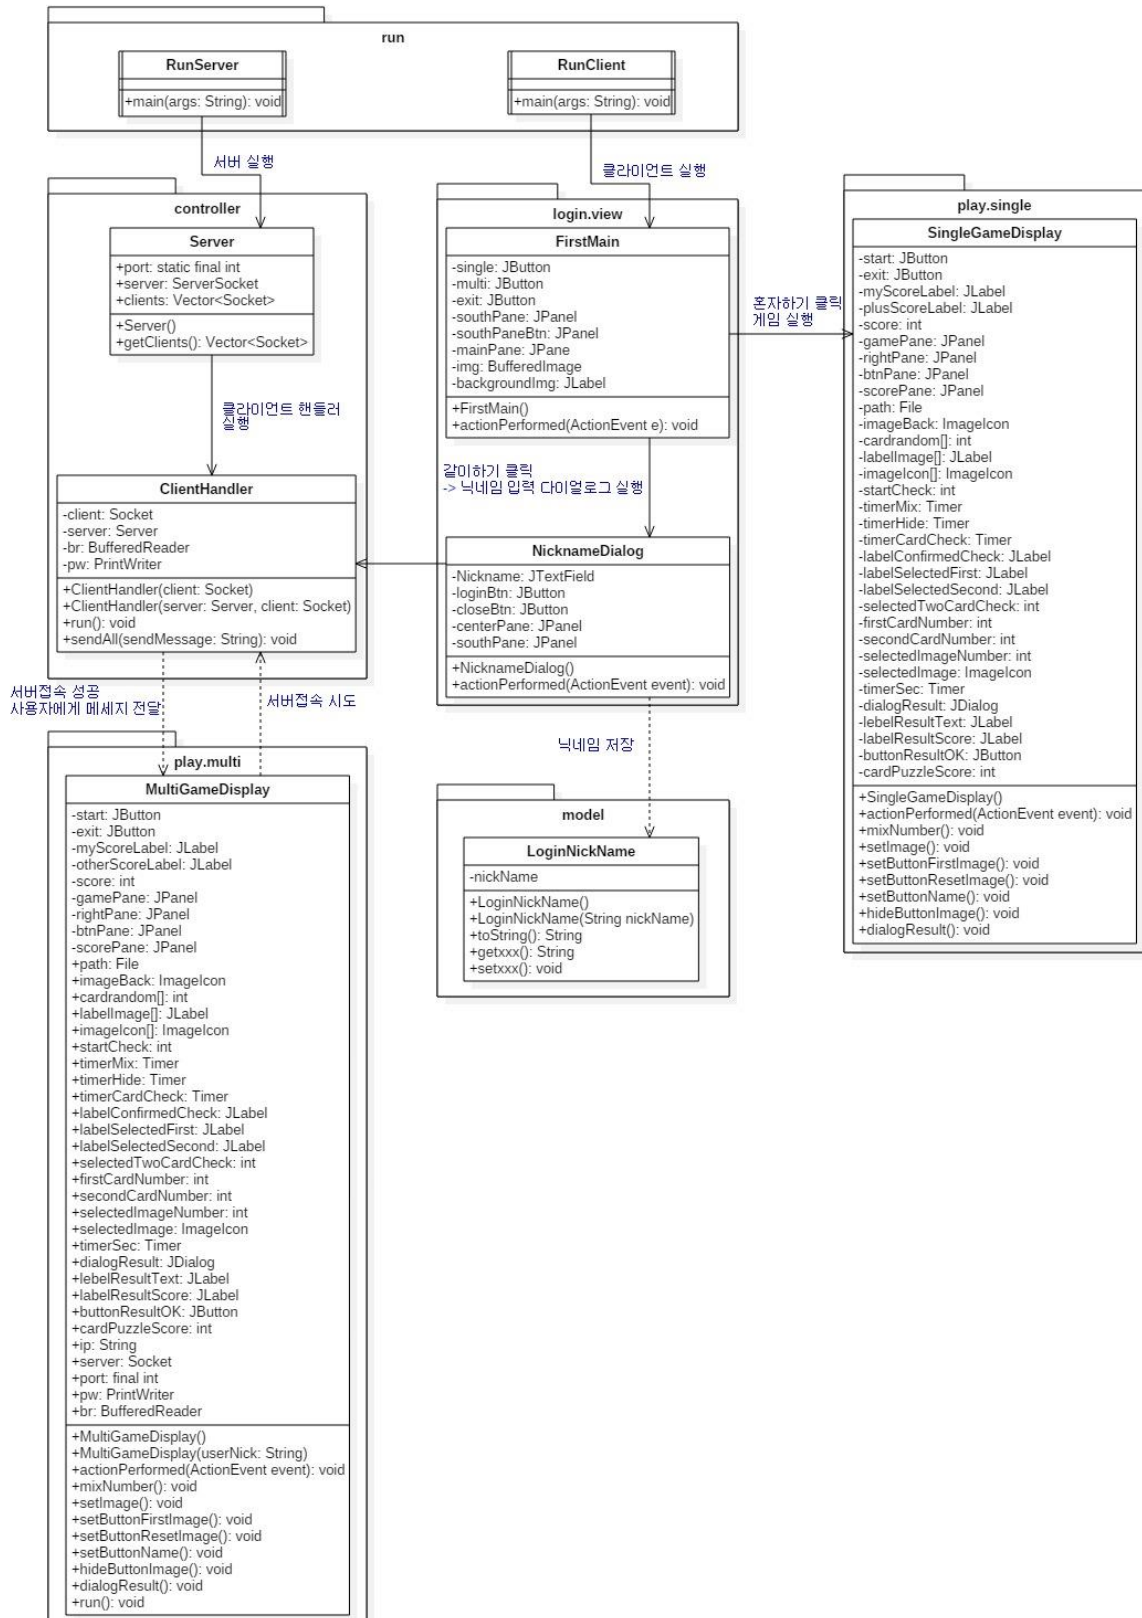 run
RunServer
+main(args: String): void
RunClient
+main(args: String): void
서버 실행
클라이언트 실행
controller
Server
+port: static final int
+server: ServerSocket
+clients: Vector<Socket>
+Server()
+getClients(): Vector<Socket>
클라이언트 핸들러
실행
ClientHandler
-client: Socket
-server: Server
-br: BufferedReader
-pw: PrintWriter
+ClientHandler(client: Socket)
+ClientHandler(server: Server, client: Socket)
+run(): void
+sendAll(sendMessage: String): void
login.view
FirstMain
-single: JButton
-multi: JButton
-exit: JButton
-southPane: JPanel
-southPaneBtn: JPanel
-mainPane: JPane
-img: BufferedImage
-backgroundImg: JLabel
+FirstMain()
+actionPerformed(ActionEvent e): void
같이하기 클릭
-> 닉네임 입력 다이얼로그 실행
NicknameDialog
-Nickname: JTextField
-loginBtn: JButton
-closeBtn: JButton
-centerPane: JPanel
-southPane: JPanel
+NicknameDialog()
+actionPerformed(ActionEvent event): void
혼자하기 클릭
게임 실행
play.single
SingleGameDisplay
-start: JButton
-exit: JButton
-myScoreLabel: JLabel
-plusScoreLabel: JLabel
-score: int
-gamePane: JPanel
-rightPane: JPanel
-btnPane: JPanel
-scorePane: JPanel
-path: File
-imageBack: ImageIcon
-cardrandom[]: int
-labelImage[]: JLabel
-imageIcon[]: ImageIcon
-startCheck: int
-timerMix: Timer
-timerHide: Timer
-timerCardCheck: Timer
-labelConfirmedCheck: JLabel
-labelSelectedFirst: JLabel
-labelSelectedSecond: JLabel
-selectedTwoCardCheck: int
-firstCardNumber: int
-secondCardNumber: int
-selectedImageNumber: int
-selectedImage: ImageIcon
-timerSec: Timer
-dialogResult: JDialog
-lebelResultText: JLabel
-labelResultScore: JLabel
-buttonResultOK: JButton
-cardPuzzleScore: int
+SingleGameDisplay()
+actionPerformed(ActionEvent event): void
+mixNumber(): void
+setImage(): void
+setButtonFirstImage(): void
+setButtonResetImage(): void
+setButtonName(): void
+hideButtonImage(): void
+dialogResult(): void
서버접속 성공
사용자에게 메세지 전달
서버접속 시도
닉네임 저장
play.multi
MultiGameDisplay
-start: JButton
-exit: JButton
-myScoreLabel: JLabel
-otherScoreLabel: JLabel
-score: int
-gamePane: JPanel
-rightPane: JPanel
-btnPane: JPanel
-scorePane: JPanel
+path: File
+imageBack: ImageIcon
+cardrandom[]: int
+labelImage[]: JLabel
+imageIcon[]: ImageIcon
+startCheck: int
+timerMix: Timer
+timerHide: Timer
+timerCardCheck: Timer
+labelConfirmedCheck: JLabel
+labelSelectedFirst: JLabel
+labelSelectedSecond: JLabel
+selectedTwoCardCheck: int
+firstCardNumber: int
+secondCardNumber: int
+selectedImageNumber: int
+selectedImage: ImageIcon
+timerSec: Timer
+dialogResult: JDialog
+lebelResultText: JLabel
+labelResultScore: JLabel
+buttonResultOK: JButton
+cardPuzzleScore: int
+ip: String
+server: Socket
+port: final int
+pw: PrintWriter
+br: BufferedReader
+MultiGameDisplay()
+MultiGameDisplay(userNick: String)
+actionPerformed(ActionEvent event): void
+mixNumber(): void
+setImage(): void
+setButtonFirstImage(): void
+setButtonResetImage(): void
+setButtonName(): void
+hideButtonImage(): void
+dialogResult(): void
+run(): void
model
LoginNickName
-nickName
+LoginNickName()
+LoginNickName(String nickName)
+toString(): String
+getxxx(): String
+setxxx(): void